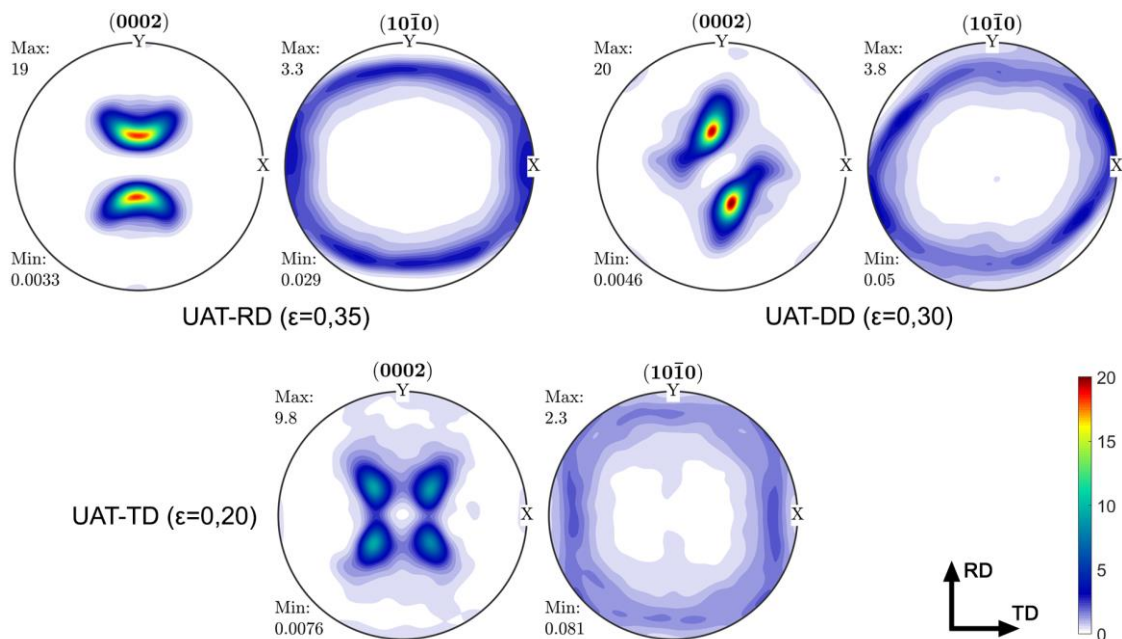 (0002)
Y
Max:
19
X
Min:
0.0033
(101̄0)
Y
Max:
3.3
X
Min:
0.029
UAT-RD (ε=0,35)
(0002)
Y
Max:
20
X
Min:
0.0046
(101̄0)
Y
Max:
3.8
X
Min:
0.05
UAT-DD (ε=0,30)
(0002)
Y
Max:
9.8
X
Min:
0.0076
(101̄0)
Y
Max:
2.3
X
Min:
0.081
UAT-TD (ε=0,20)
RD
TD
20
15
10
5
0